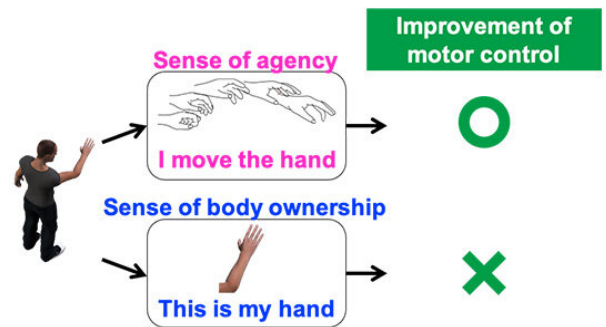 Improvement of
motor control
Sense of agency
I move the hand
Sense of body ownership
This is my hand